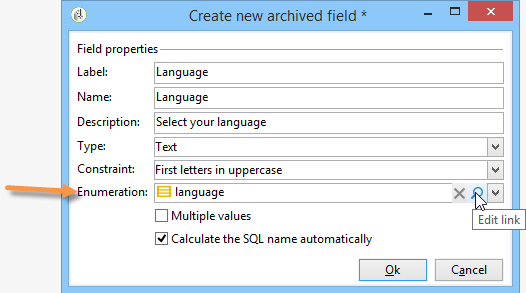 Create new archived field *
Field properties
Label: Language
Name: Language
Description: Select your language
Type: Text
Constraint: First letters in uppercase
Enumeration: language
Edit link
Multiple values
Calculate the SQL name automatically
Ok Cancel